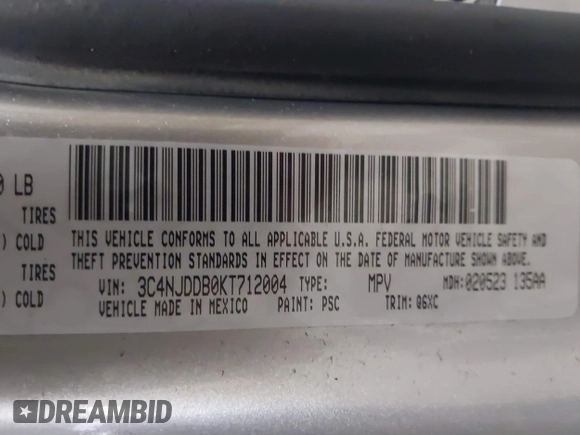 0 LB
TIRES
) COLD
TIRES
) COLD
THIS VEHICLE CONFORMS TO ALL APPLICABLE U.S.A. FEDERAL MOTOR VEHICLE SAFETY AND
THEFT PREVENTION STANDARDS IN EFFECT ON THE DATE OF MANUFACTURE SHOWN ABOVE.
VIN: 3C4NJDDB0KT712004 TYPE: MPV MDH:020523 135AA
VEHICLE MADE IN MEXICO PAINT: PSC TRIM: Q6XC
DREAMBID